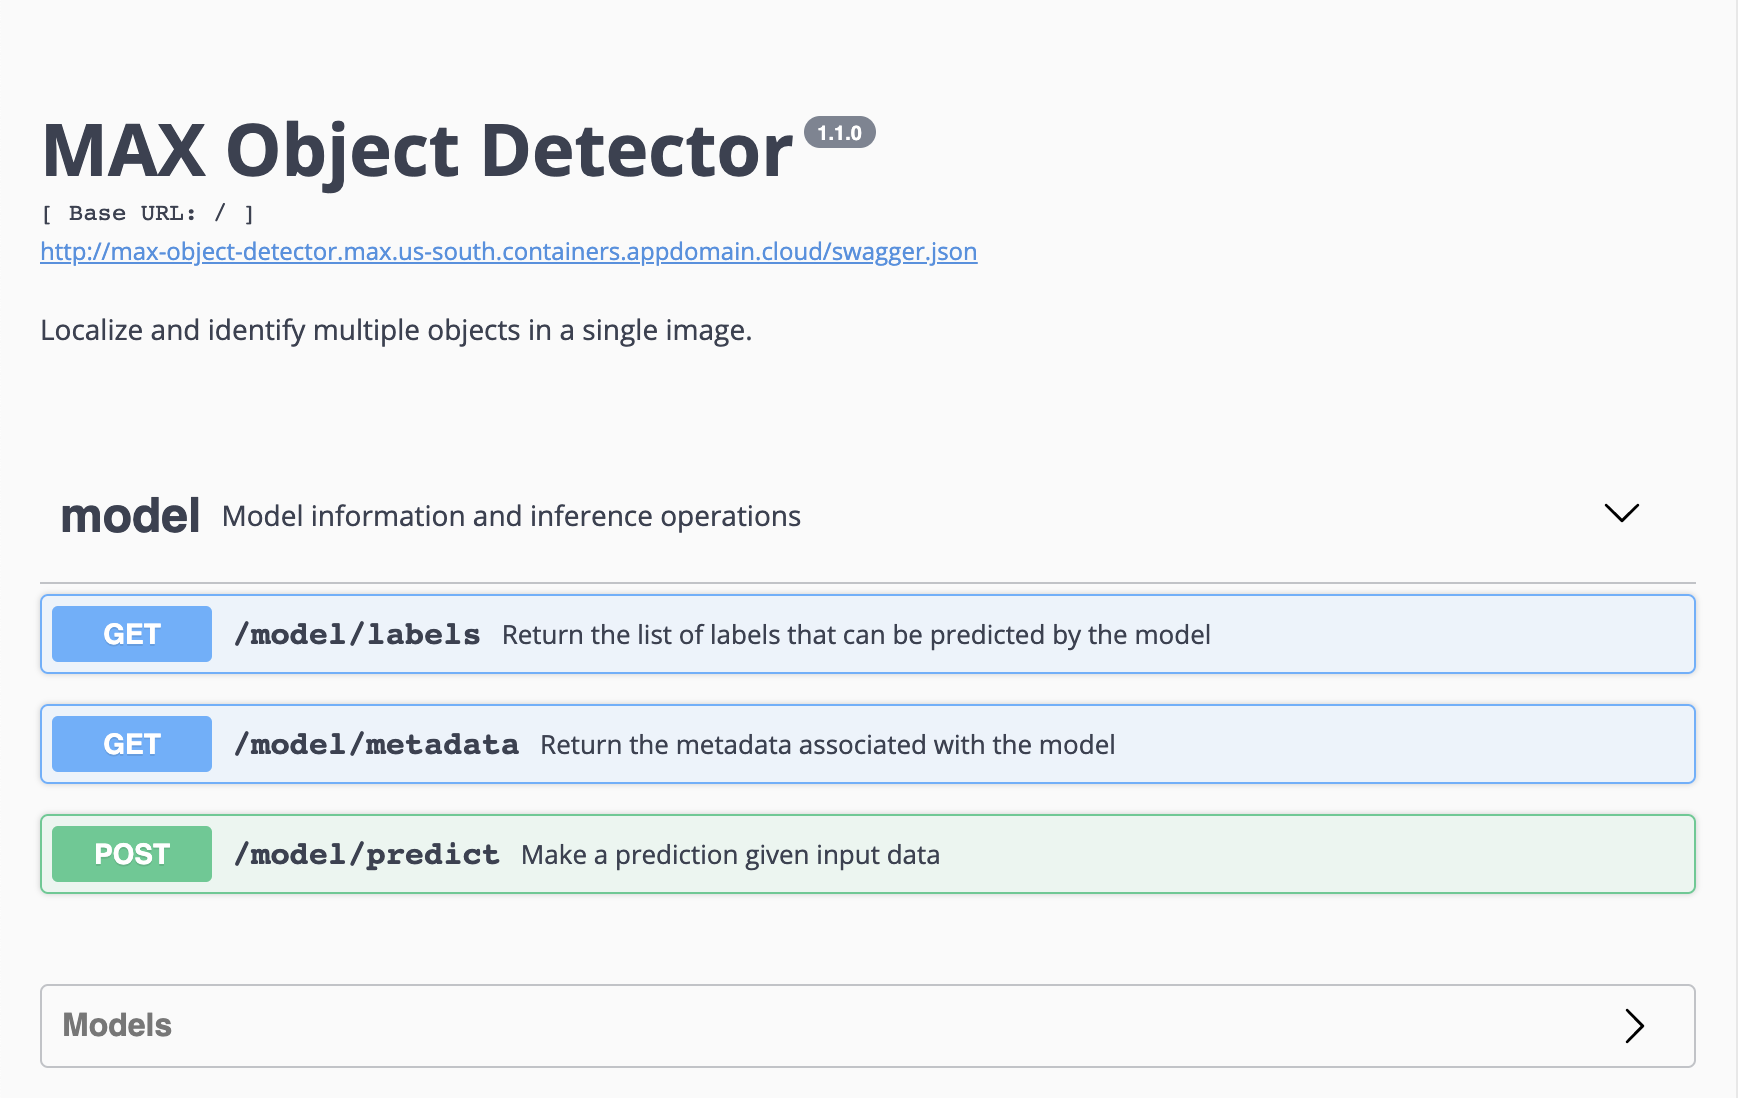 MAX Object Detector 1.1.0
[ Base URL: / ]
http://max-object-detector.max.us-south.containers.appdomain.cloud/swagger.json
Localize and identify multiple objects in a single image.
model Model information and inference operations
GET /model/labels Return the list of labels that can be predicted by the model
GET /model/metadata Return the metadata associated with the model
POST /model/predict Make a prediction given input data
Models